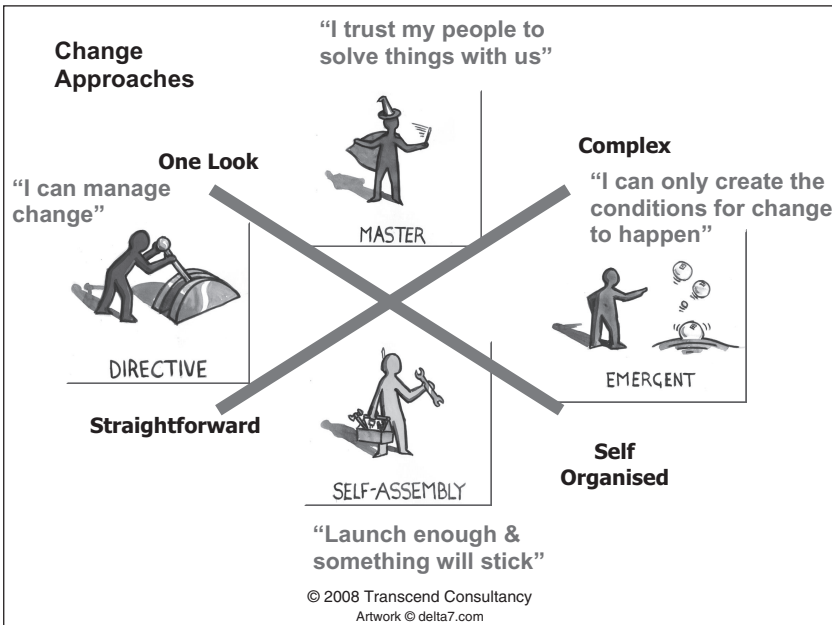 Change
Approaches
“I trust my people to
solve things with us”
One Look
Complex
“I can manage
change”
“I can only create the
conditions for change
to happen”
MASTER
DIRECTIVE
EMERGENT
Straightforward
Self
Organised
SELF-ASSEMBLY
“Launch enough &
something will stick”
© 2008 Transcend Consultancy
Artwork © delta7.com